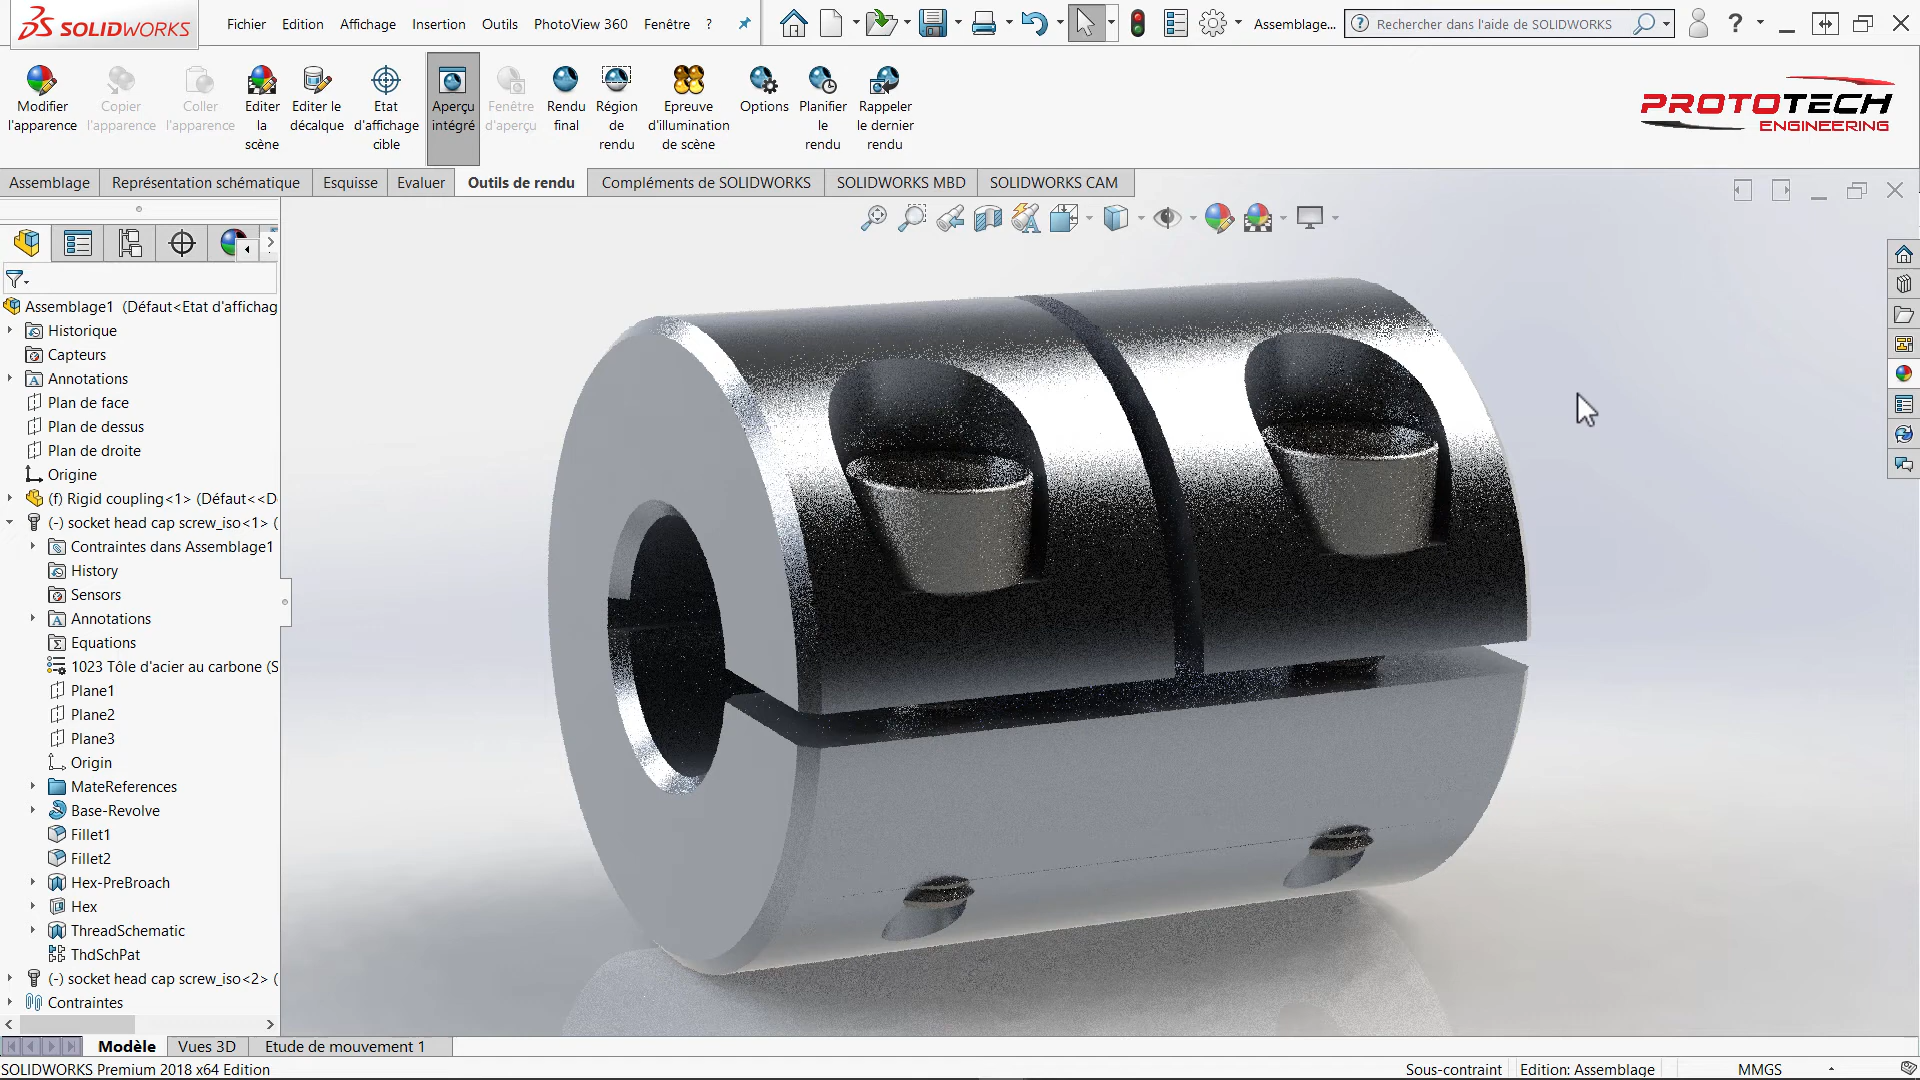 SOLIDWORKS
Fichier Edition Affichage Insertion Outils PhotoView 360 Fenêtre ?
Assemblage...
Rechercher dans l'aide de SOLIDWORKS
?
Modifier l'apparence
Copier l'apparence
Coller l'apparence
Editer la scène
Editer le décalque
Etat d'affichage cible
Aperçu intégré
Fenêtre d'aperçu
Rendu final
Région de rendu
Epreuve d'illumination de scène
Options
Planifier le rendu
Rappeler le dernier rendu
PROTOTECH
ENGINEERING
Assemblage Représentation schématique Esquisse Evaluer Outils de rendu Compléments de SOLIDWORKS SOLIDWORKS MBD SOLIDWORKS CAM
Assemblage1 (Défaut<Etat d'affichag
Historique
Capteurs
Annotations
Plan de face
Plan de dessus
Plan de droite
Origine
(f) Rigid coupling<1> (Défaut<<D
(-) socket head cap screw_iso<1> (
Contraintes dans Assemblage1
History
Sensors
Annotations
Equations
1023 Tôle d'acier au carbone (S
Plane1
Plane2
Plane3
Origin
MateReferences
Base-Revolve
Fillet1
Fillet2
Hex-PreBroach
Hex
ThreadSchematic
ThdSchPat
(-) socket head cap screw_iso<2> (
Contraintes
Modèle Vues 3D Etude de mouvement 1
SOLIDWORKS Premium 2018 x64 Edition
Sous-contraint Edition: Assemblage MMGS